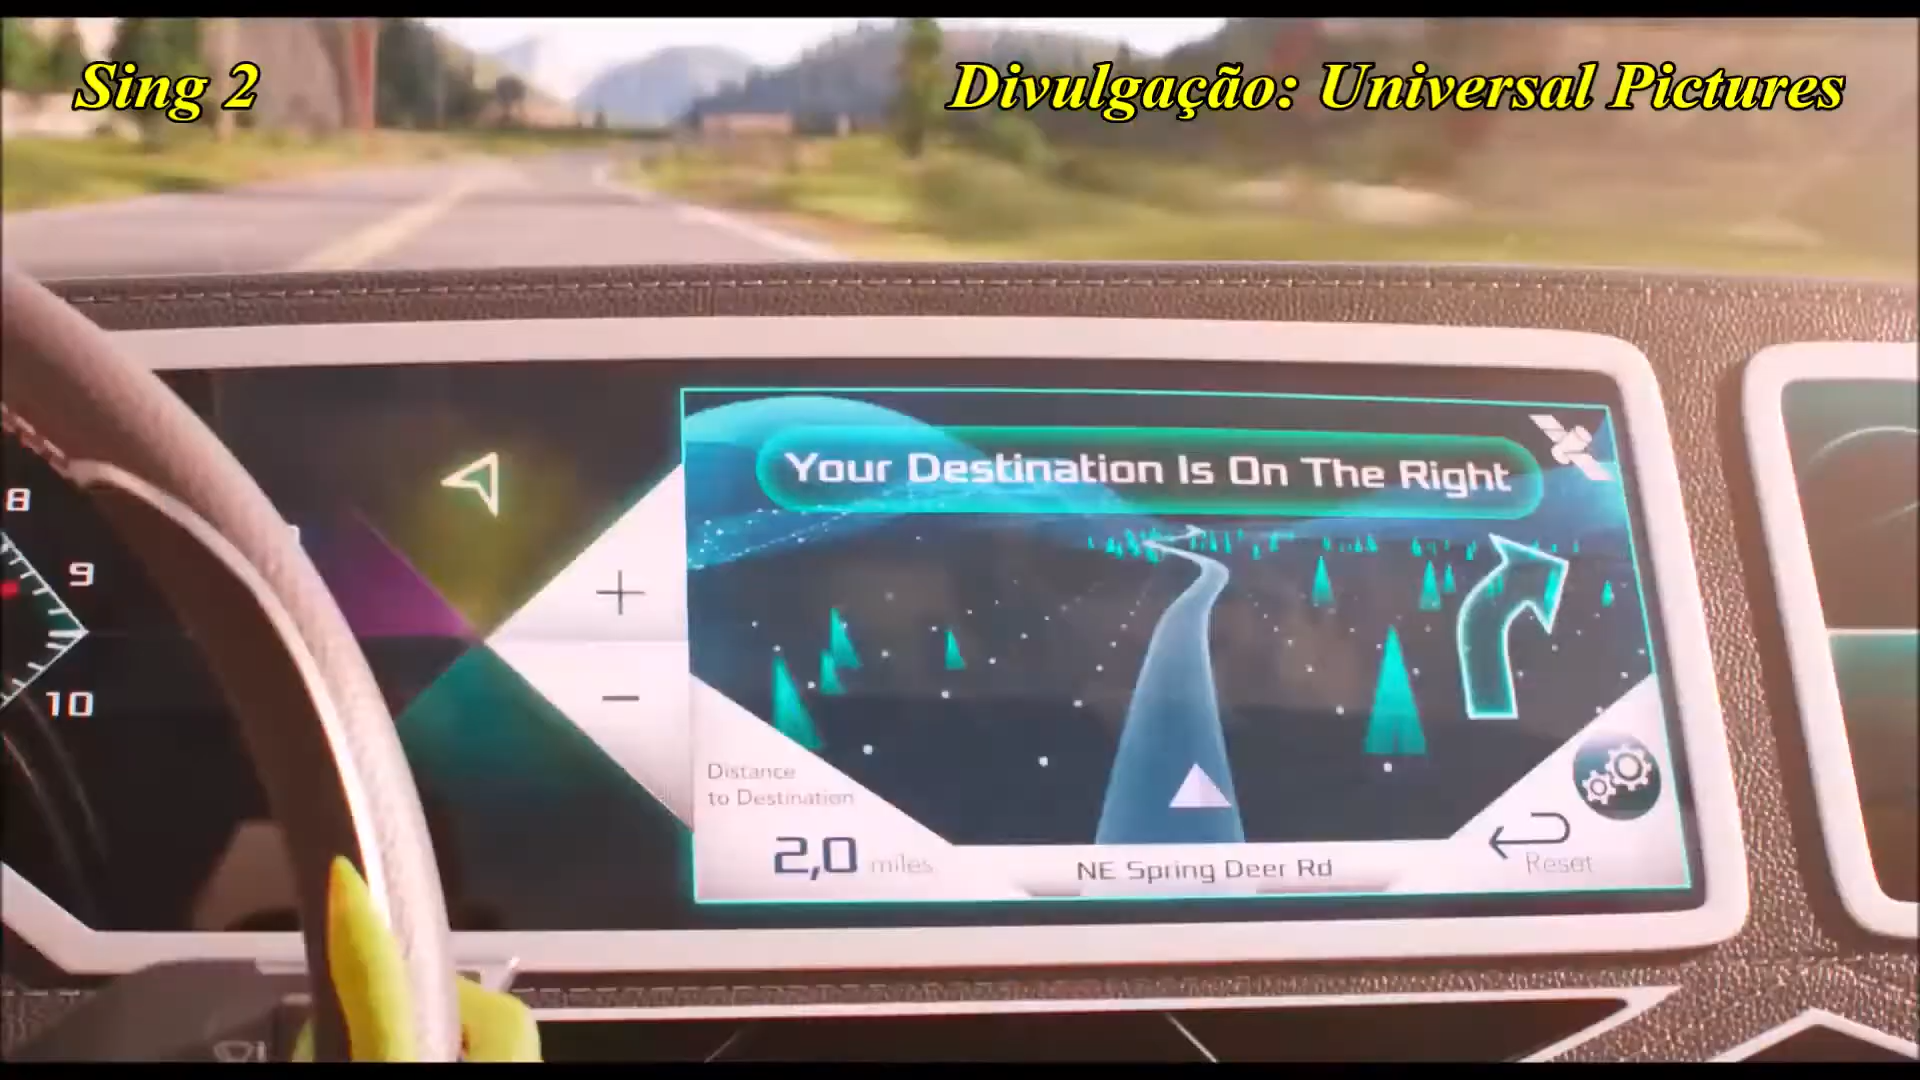 Sing 2
Divulgação: Universal Pictures
Your Destination Is On The Right
8
9
10
+
−
Distance
to Destination
2,0 miles
NE Spring Deer Rd
Reset